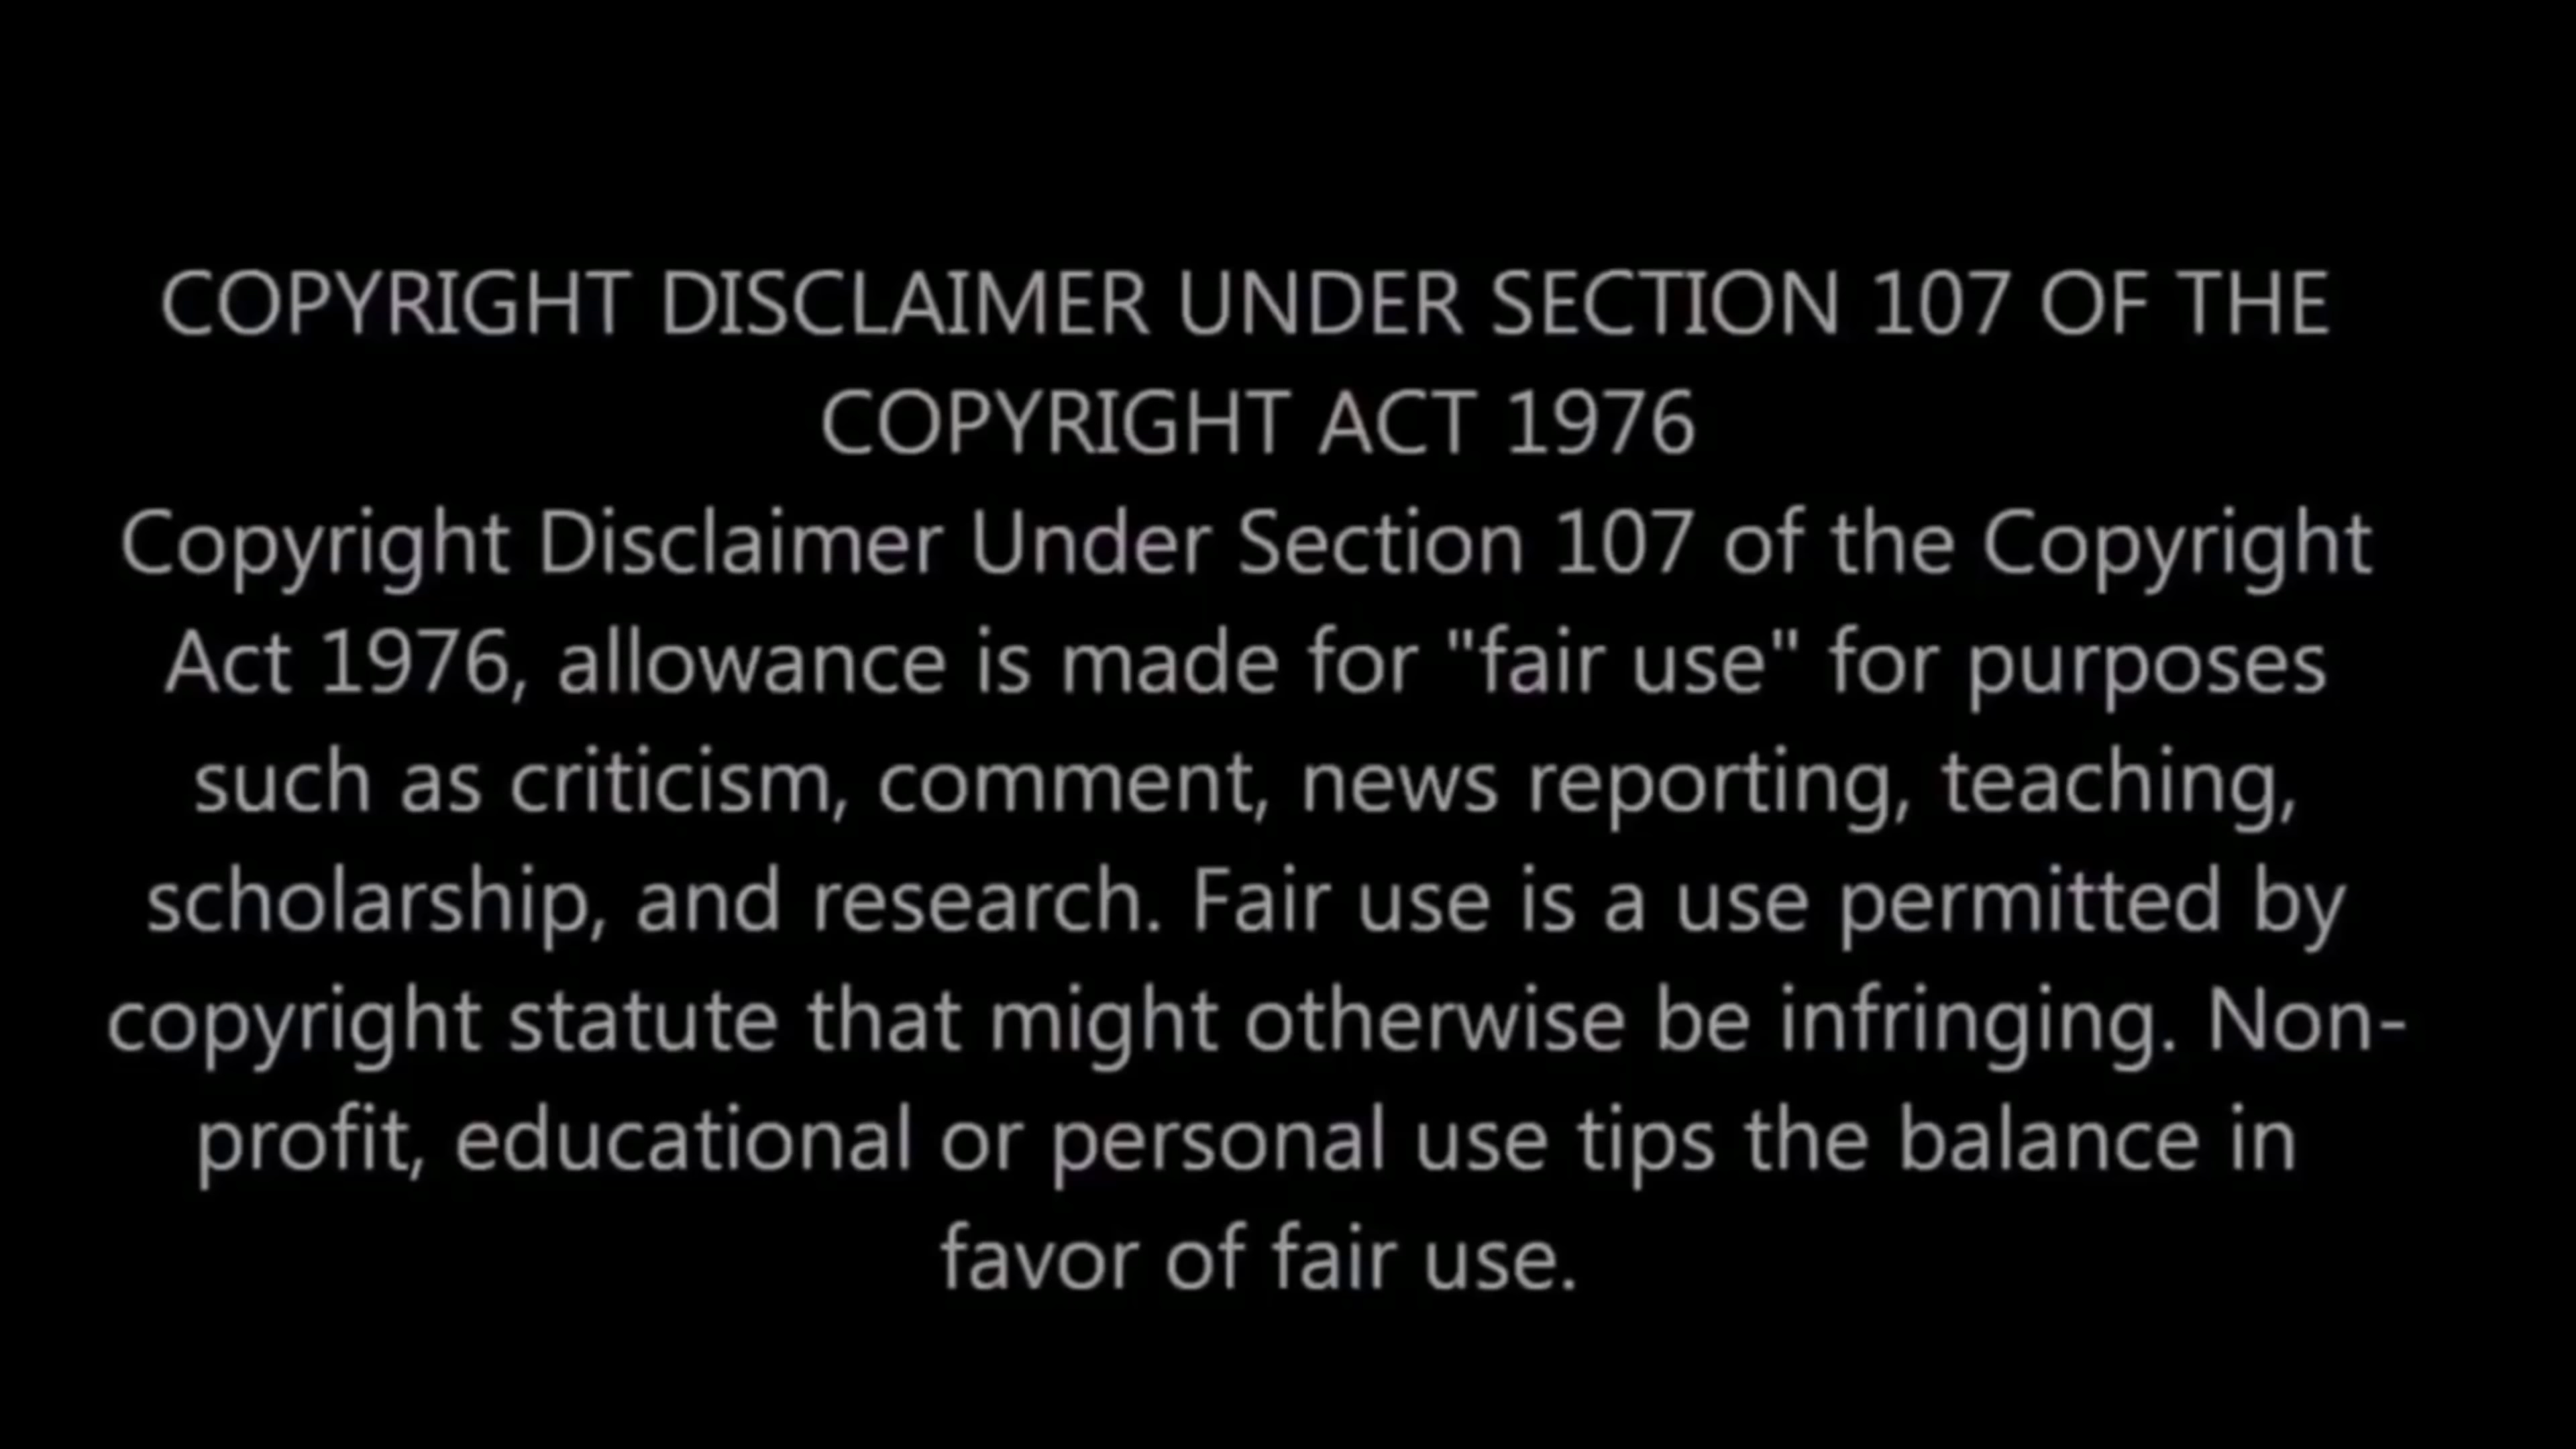 COPYRIGHT DISCLAIMER UNDER SECTION 107 OF THE
COPYRIGHT ACT 1976
Copyright Disclaimer Under Section 107 of the Copyright
Act 1976, allowance is made for "fair use" for purposes
such as criticism, comment, news reporting, teaching,
scholarship, and research. Fair use is a use permitted by
copyright statute that might otherwise be infringing. Non-
profit, educational or personal use tips the balance in
favor of fair use.